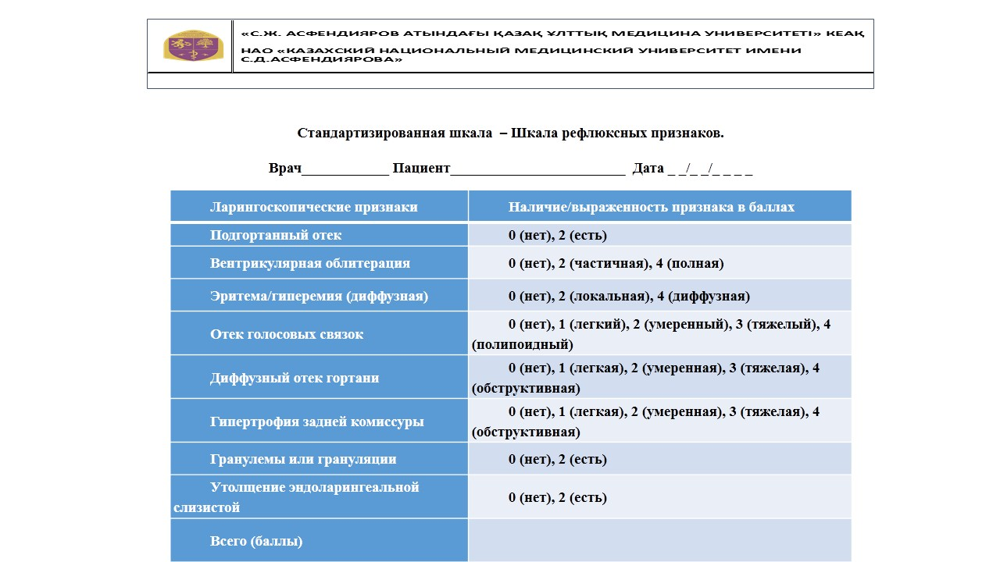 «С.Ж. АСФЕНДИЯРОВ АТЫНДАҒЫ ҚАЗАҚ ҰЛТТЫҚ МЕДИЦИНА УНИВЕРСИТЕТІ» КЕАҚ
НАО «КАЗАХСКИЙ НАЦИОНАЛЬНЫЙ МЕДИЦИНСКИЙ УНИВЕРСИТЕТ ИМЕНИ
С.Д.АСФЕНДИЯРОВА»
Стандартизированная шкала – Шкала рефлюксных признаков.
Врач____________ Пациент________________________ Дата _ _/_ _/_ _ _ _
Ларингоскопические признаки Наличие/выраженность признака в баллах
Подгортанный отек 0 (нет), 2 (есть)
Вентрикулярная облитерация 0 (нет), 2 (частичная), 4 (полная)
Эритема/гиперемия (диффузная) 0 (нет), 2 (локальная), 4 (диффузная)
Отек голосовых связок 0 (нет), 1 (легкий), 2 (умеренный), 3 (тяжелый), 4
(полипоидный)
Диффузный отек гортани 0 (нет), 1 (легкая), 2 (умеренная), 3 (тяжелая), 4
(обструктивная)
Гипертрофия задней комиссуры 0 (нет), 1 (легкая), 2 (умеренная), 3 (тяжелая), 4
(обструктивная)
Гранулемы или грануляции 0 (нет), 2 (есть)
Утолщение эндоларингеальной
слизистой 0 (нет), 2 (есть)
Всего (баллы)